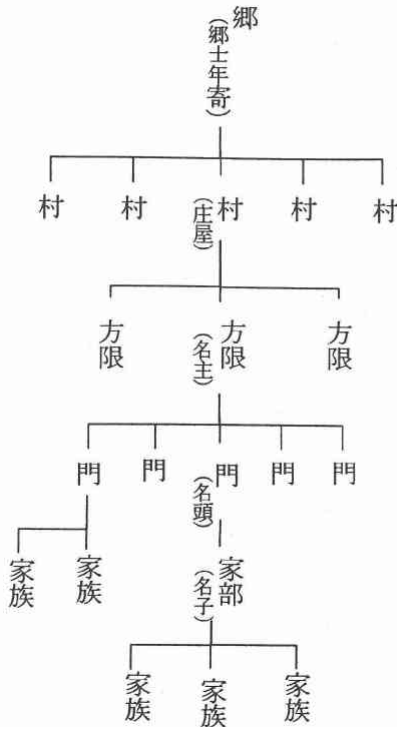 郷
(郷士年寄)
村
村
村
(庄屋)
村
村
方限
方限
(名主)
方限
門
門
門
(名頭)
門
門
家族
家族
家部
(名子)
家族
家族
家族